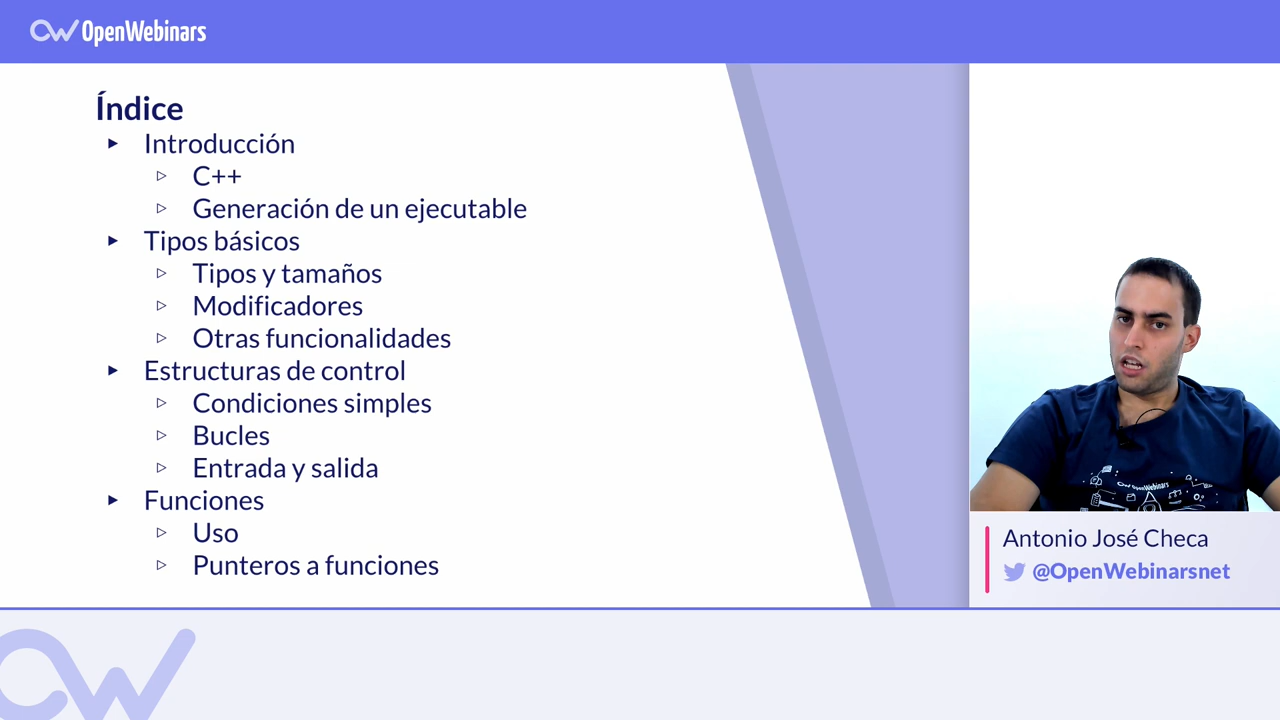 OpenWebinars
Índice
Introducción
C++
Generación de un ejecutable
Tipos básicos
Tipos y tamaños
Modificadores
Otras funcionalidades
Estructuras de control
Condiciones simples
Bucles
Entrada y salida
Funciones
Uso
Punteros a funciones
OpenWebinars
Antonio José Checa
@OpenWebinarsnet